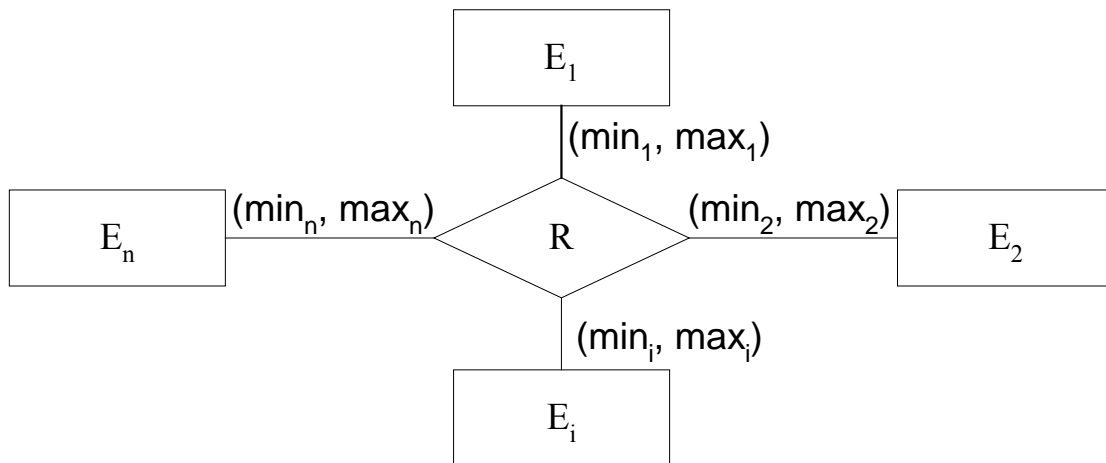 E₁
(min₁, max₁)
(minₙ, maxₙ)
(min₂, max₂)
Eₙ
R
E₂
(minᵢ, maxᵢ)
Eᵢ